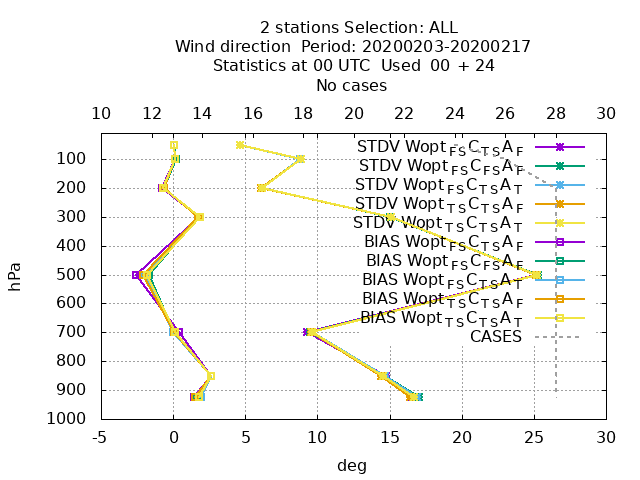 2 stations Selection: ALL
Wind direction  Period: 20200203-20200217
Statistics at 00 UTC  Used  00 + 24
No cases
10 12 14 16 18 20 22 24 26 28 30
STDV Wopt_FS C_TS A_F
STDV Wopt_FS C_FS A_F
STDV Wopt_FS C_TS A_T
STDV Wopt_TS C_TS A_F
STDV Wopt_TS C_TS A_T
BIAS Wopt_FS C_TS A_F
BIAS Wopt_FS C_FS A_F
BIAS Wopt_FS C_TS A_T
BIAS Wopt_TS C_TS A_F
BIAS Wopt_TS C_TS A_T
CASES
100
200
300
400
500
600
700
800
900
1000
hPa
-5 0 5 10 15 20 25 30
deg